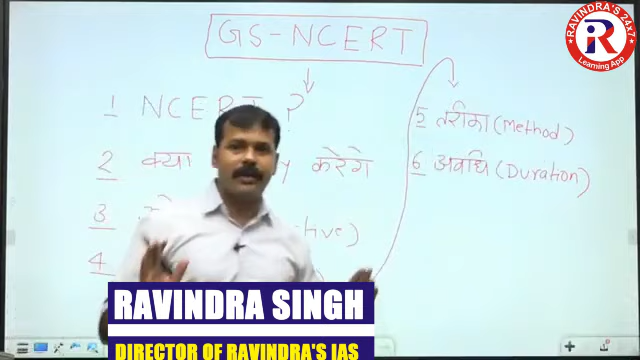 GS-NCERT
1 NCERT ?
2 क्या करेंगे
3
4
5 तरीका (Method)
6 अवधि (Duration)
RAVINDRA'S 24x7
Learning App
RAVINDRA SINGH
DIRECTOR OF RAVINDRA'S IAS